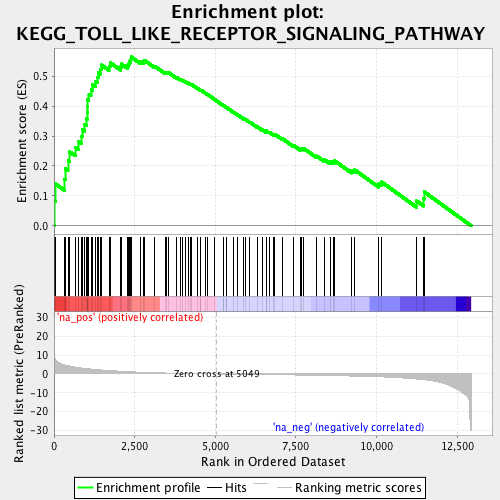 Enrichment plot:
KEGG_TOLL_LIKE_RECEPTOR_SIGNALING_PATHWAY
Enrichment score (ES)
0.5
0.4
0.3
0.2
0.1
0.0
'na_pos' (positively correlated)
30
20
10
0
-10
-20
-30
Ranked list metric (PreRanked)
Zero cross at 5049
'na_neg' (negatively correlated)
0
2,500
5,000
7,500
10,000
12,500
Rank in Ordered Dataset
Enrichment profile
Hits
Ranking metric scores